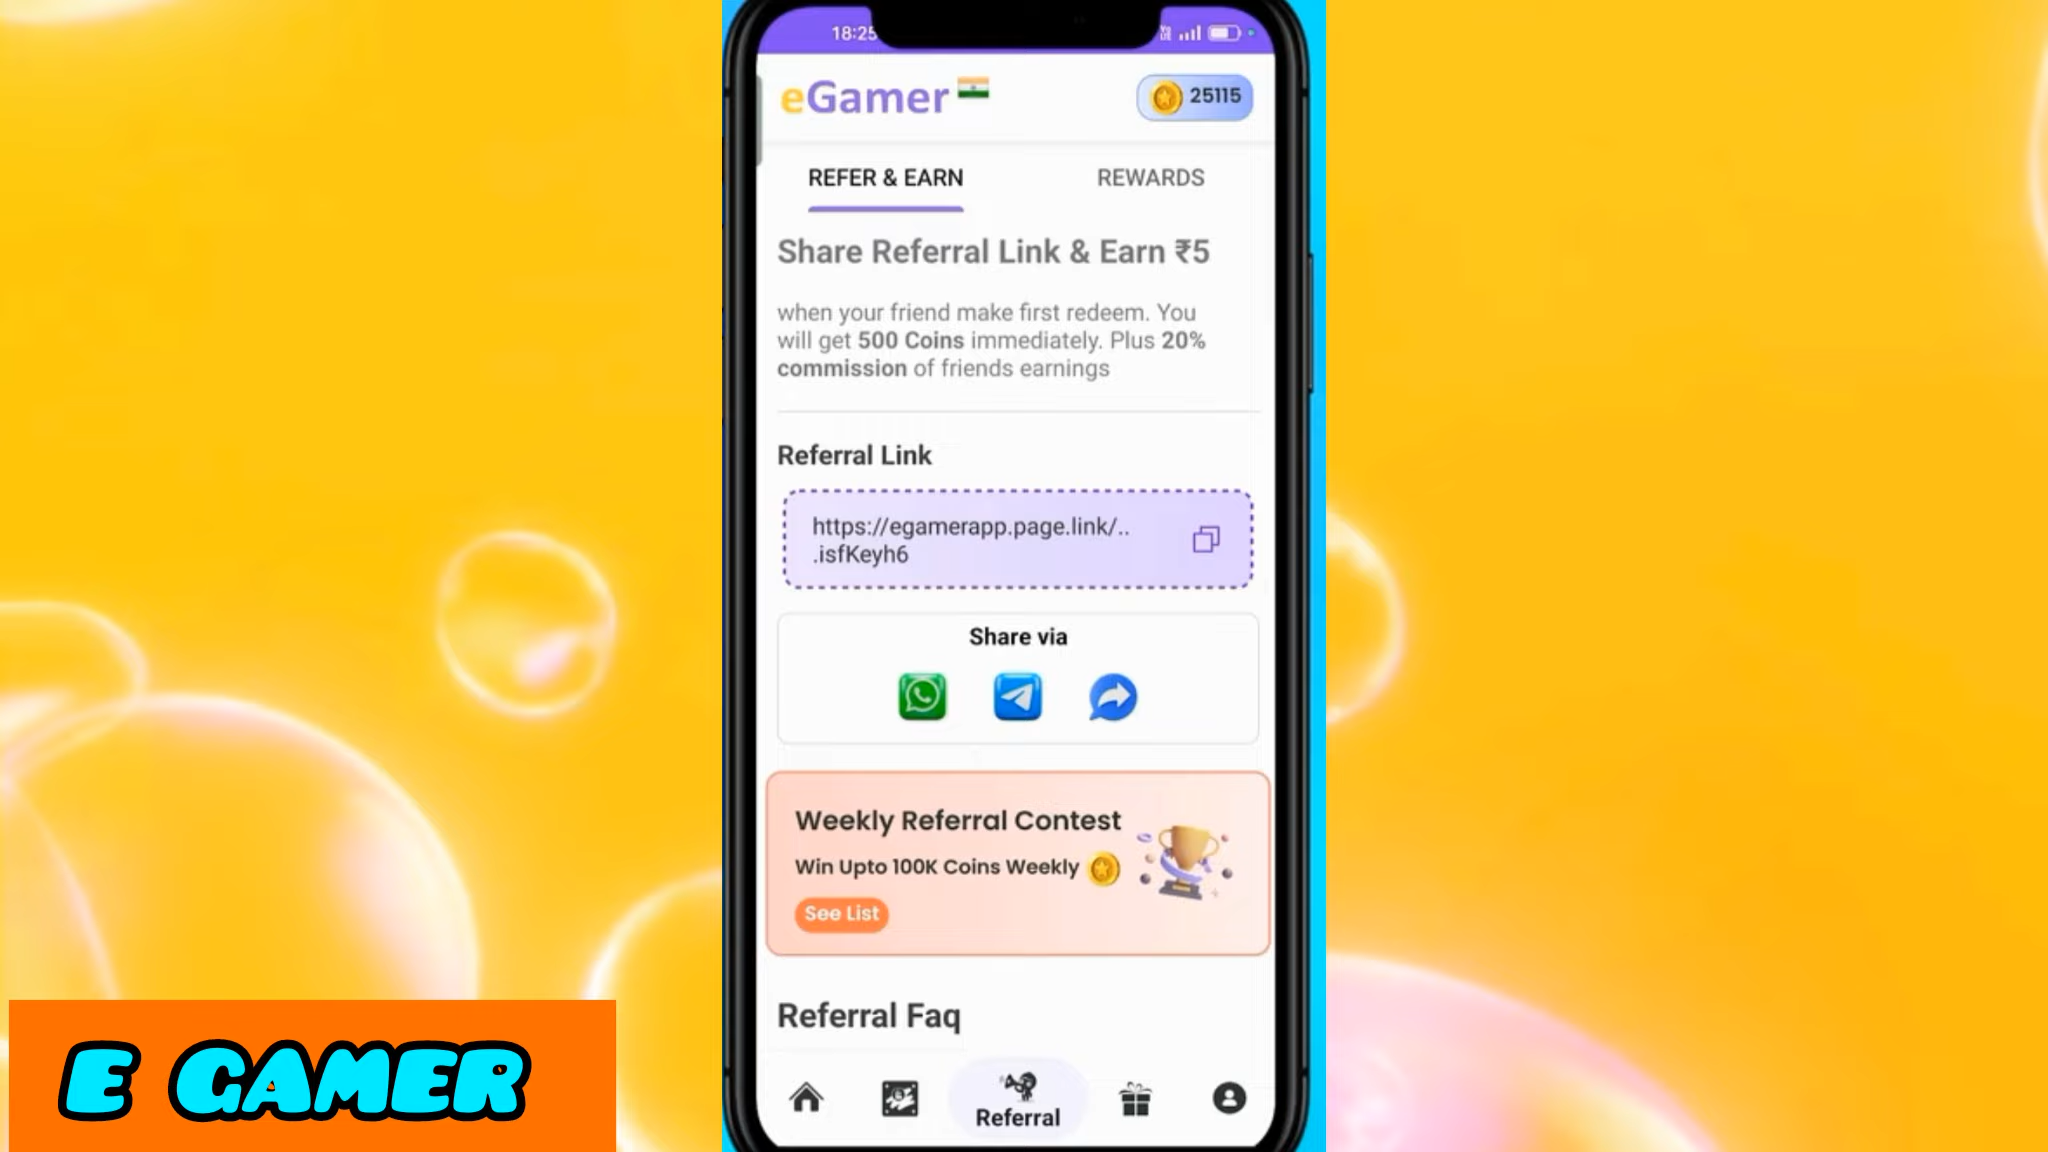 18:25
eGamer
25115
REFER & EARN
REWARDS
Share Referral Link & Earn ₹5
when your friend make first redeem. You
will get 500 Coins immediately. Plus 20%
commission of friends earnings
Referral Link
https://egamerapp.page.link/..
.isfKeyh6
Share via
Weekly Referral Contest
Win Upto 100K Coins Weekly
See List
Referral Faq
Referral
E GAMER